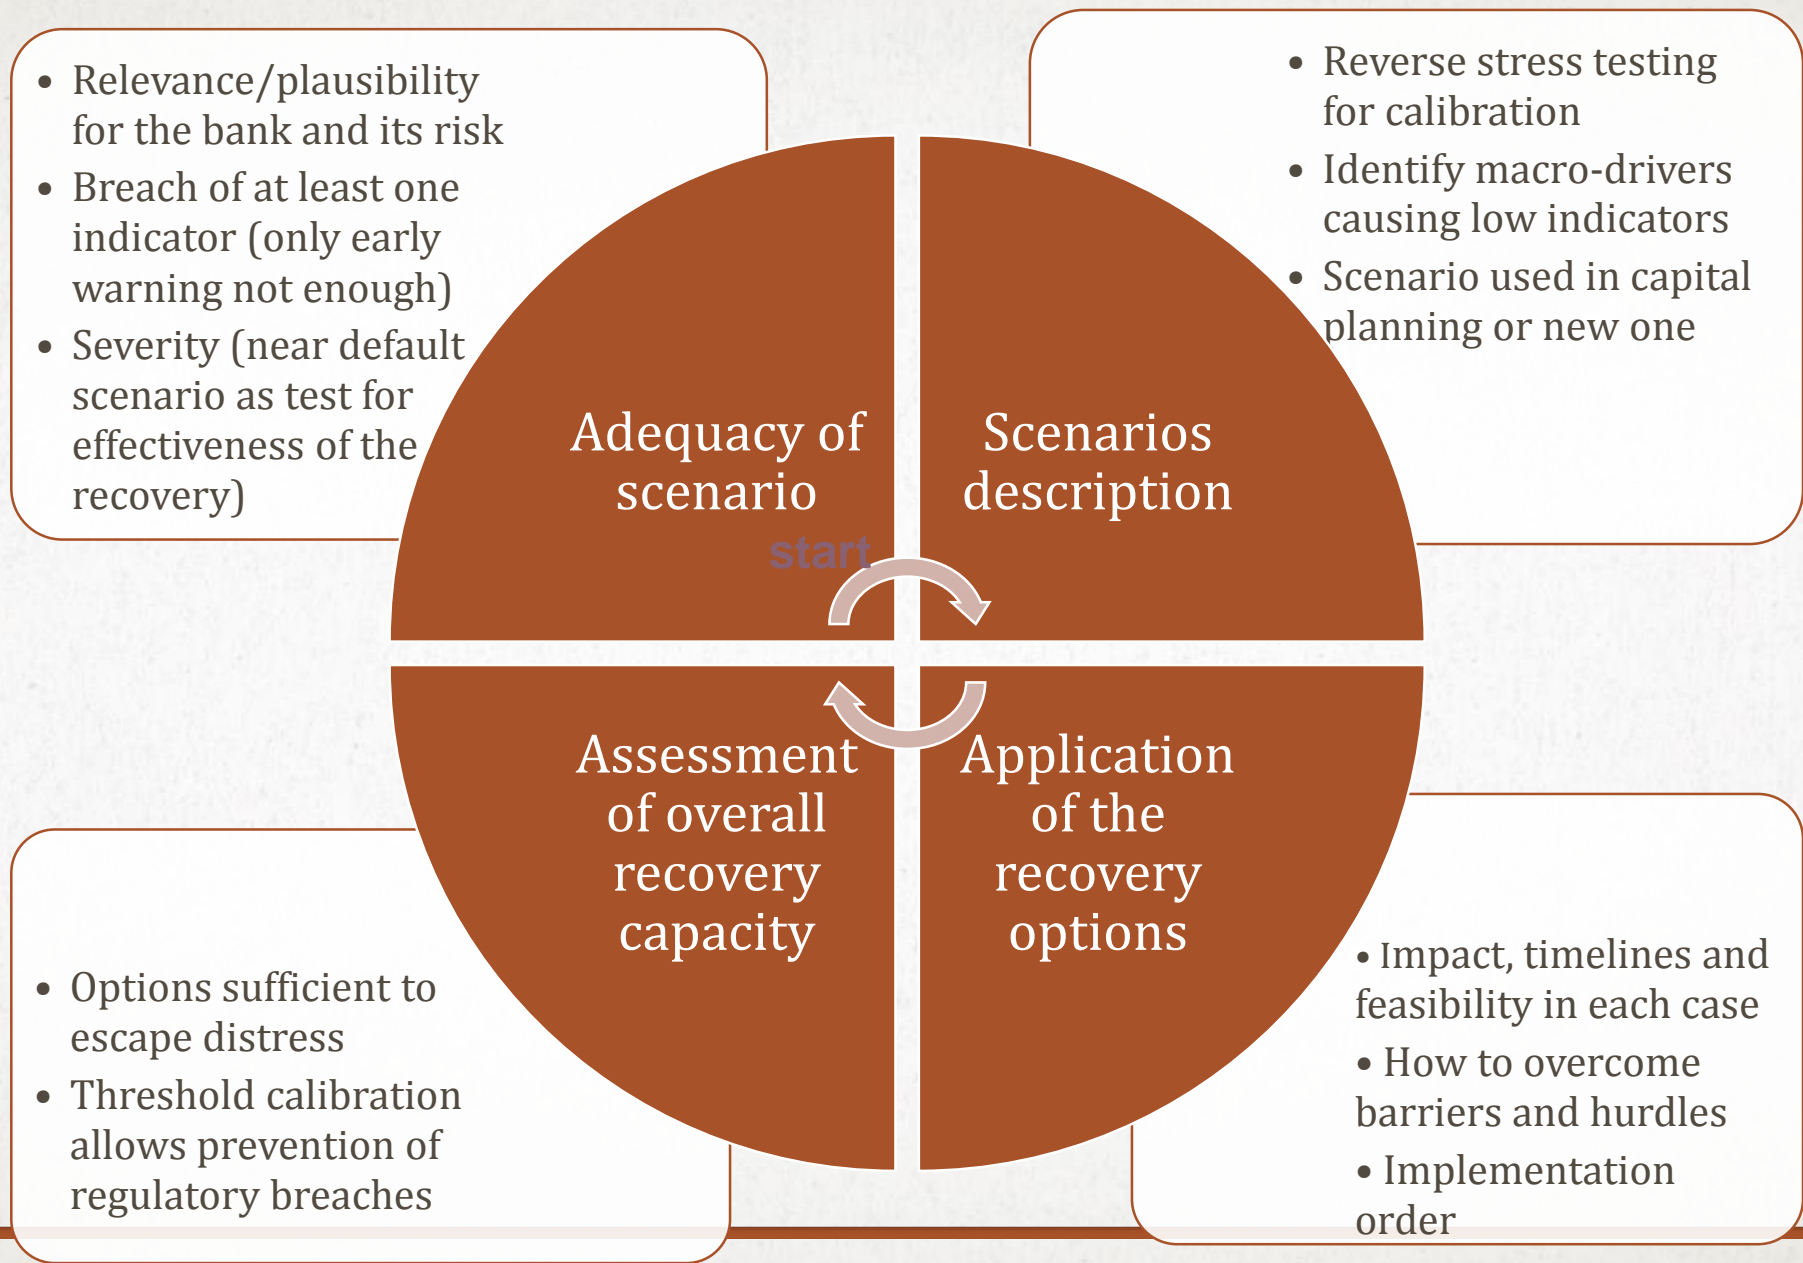 • Relevance/plausibility
for the bank and its risk
• Breach of at least one
indicator (only early
warning not enough)
• Severity (near default
scenario as test for
effectiveness of the
recovery)
• Reverse stress testing
for calibration
• Identify macro-drivers
causing low indicators
• Scenario used in capital
planning or new one
Adequacy of
scenario
start
Scenarios
description
Assessment
of overall
recovery
capacity
Application
of the
recovery
options
• Options sufficient to
escape distress
• Threshold calibration
allows prevention of
regulatory breaches
• Impact, timelines and
feasibility in each case
• How to overcome
barriers and hurdles
• Implementation
order